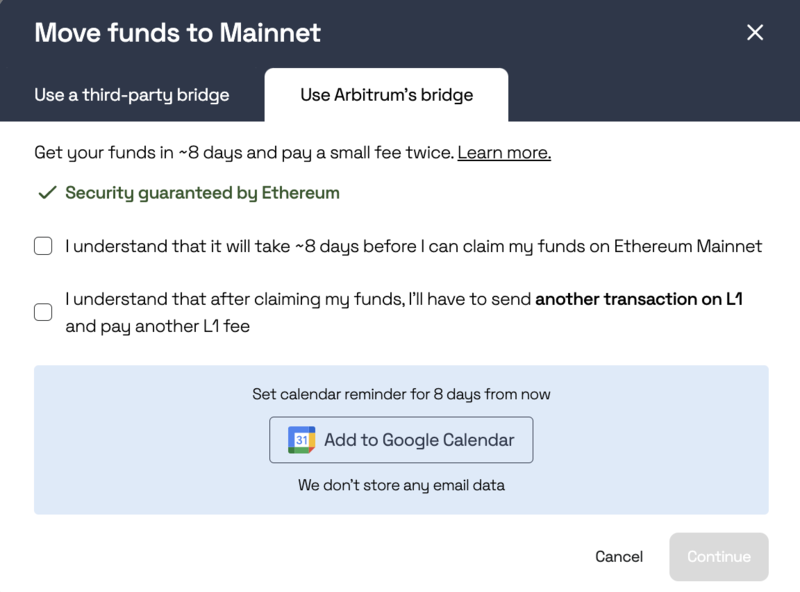 Move funds to Mainnet
Use a third-party bridge
Use Arbitrum's bridge
Get your funds in ~8 days and pay a small fee twice. Learn more.
Security guaranteed by Ethereum
I understand that it will take ~8 days before I can claim my funds on Ethereum Mainnet
I understand that after claiming my funds, I'll have to send another transaction on L1
and pay another L1 fee
Set calendar reminder for 8 days from now
31 Add to Google Calendar
We don't store any email data
Cancel
Continue